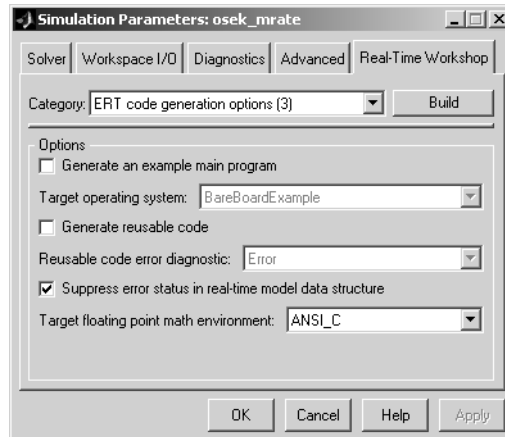 Simulation Parameters: osek_mrate
Solver Workspace I/O Diagnostics Advanced Real-Time Workshop
Category: ERT code generation options (3) Build
Options
Generate an example main program
Target operating system: BareBoardExample
Generate reusable code
Reusable code error diagnostic: Error
Suppress error status in real-time model data structure
Target floating point math environment: ANSI_C
OK Cancel Help Apply